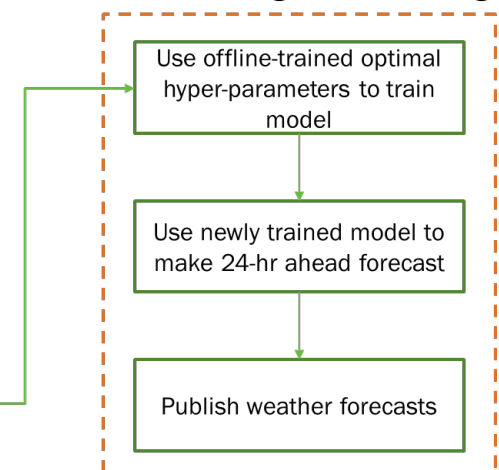 Use offline-trained optimal
hyper-parameters to train
model
Use newly trained model to
make 24-hr ahead forecast
Publish weather forecasts